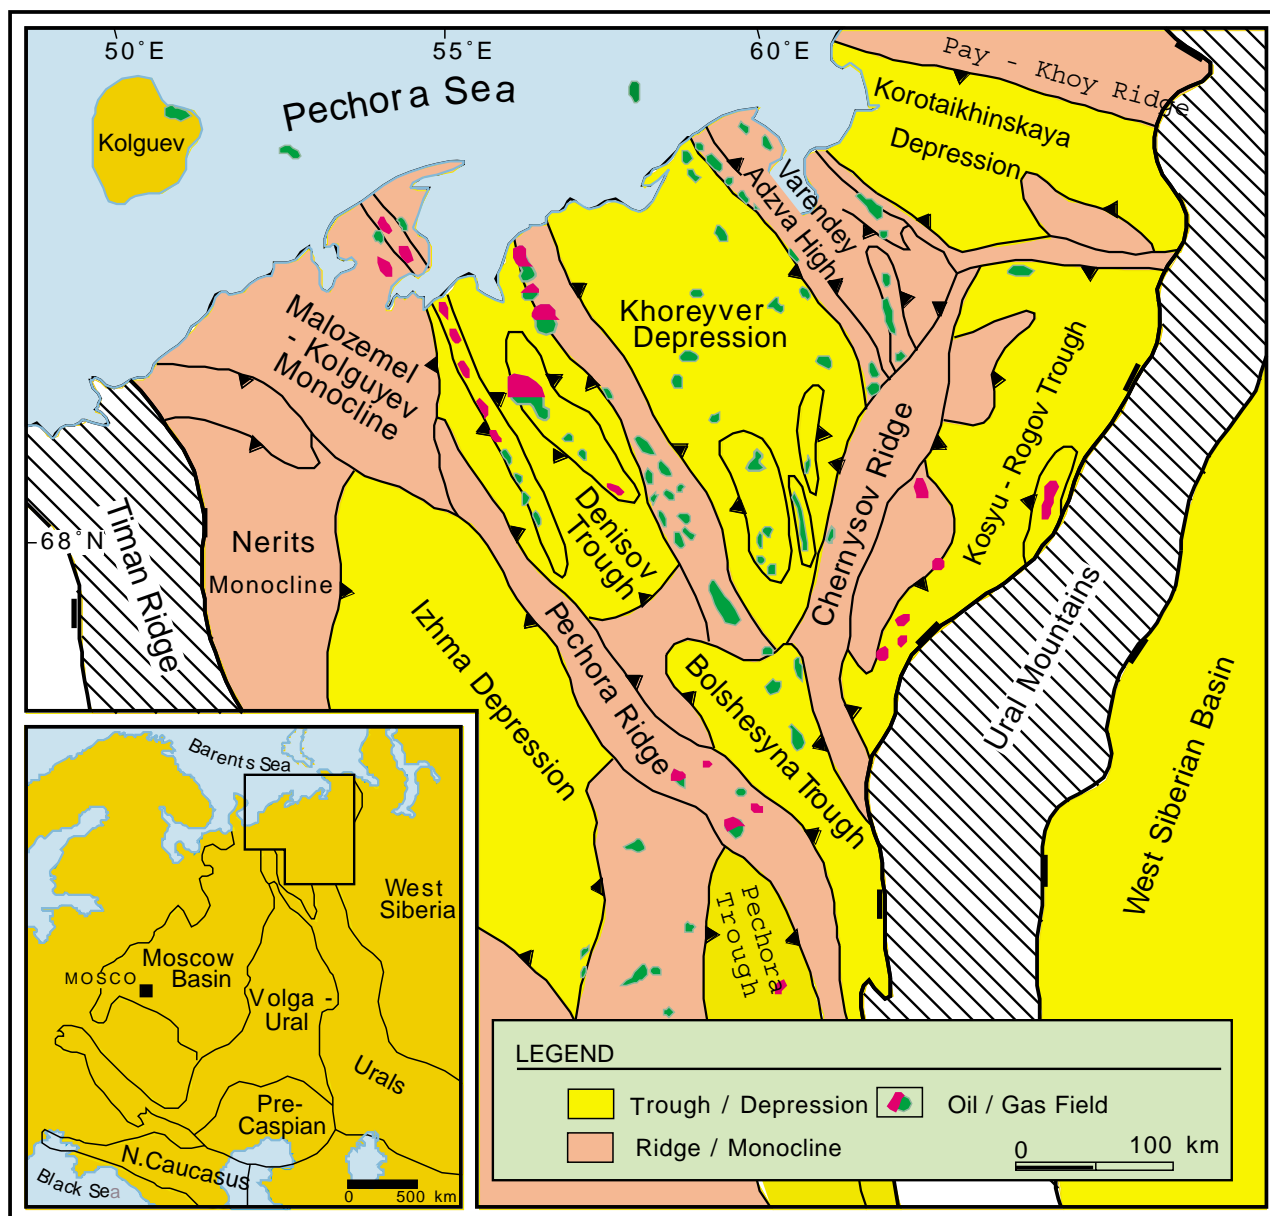 50°E
55°E
60°E
Pechora Sea
Kolguev
Pay - Khoy Ridge
Korotaikhinskaya
Depression
Varendey
Adzva High
Malozemel
- Kolguyev
Monocline
Khoreyver
Depression
Kosyu - Rogov Trough
Chernysov Ridge
Denisov
Trough
68°N
Timan Ridge
Nerits
Monocline
Izhma Depression
Pechora Ridge
Bolshesyna Trough
Ural Mountains
West Siberian Basin
Pechora
Trough
Barents Sea
West
Siberia
Moscow
Basin
MOSCO
Volga -
Ural
Urals
Pre-
Caspian
N.Caucasus
Black Sea
0 500 km
LEGEND
Trough / Depression
Oil / Gas Field
Ridge / Monocline
0 100 km